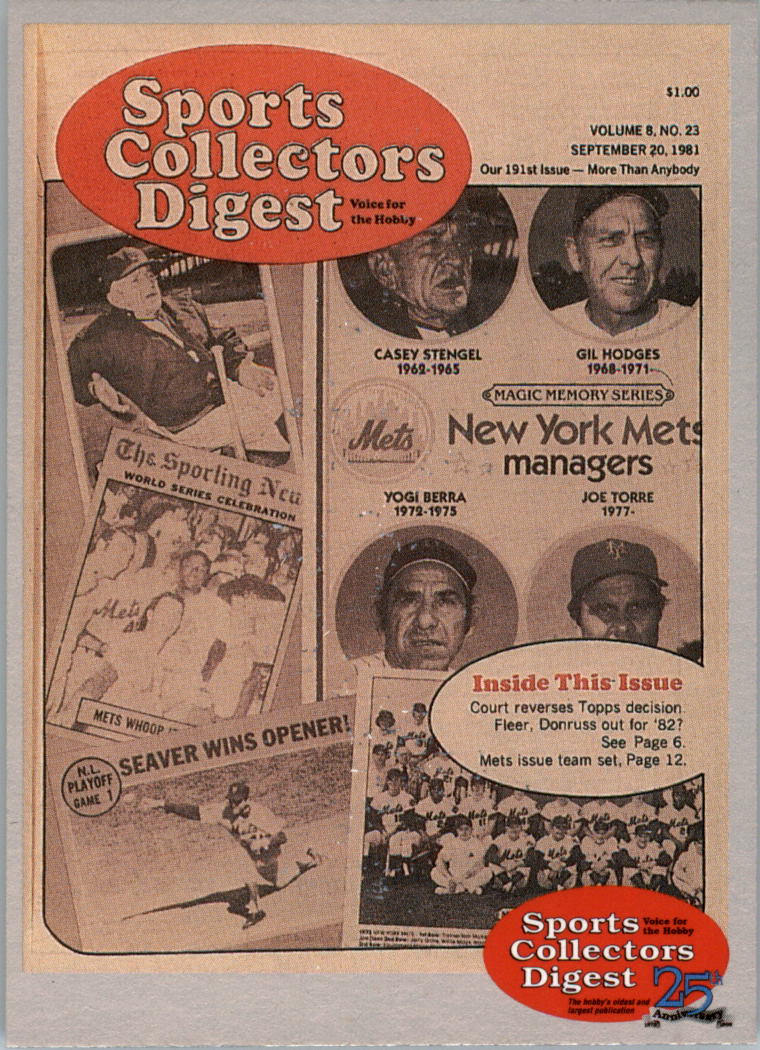 Sports
Collectors
Digest
Voice for
the Hobby
$1.00
VOLUME 8, NO. 23
SEPTEMBER 20, 1981
Our 191st Issue — More Than Anybody
CASEY STENGEL
1962-1965
GIL HODGES
1968-1971
MAGIC MEMORY SERIES
Mets
New York Mets
managers
YOGI BERRA
1972-1975
JOE TORRE
1977-
The Sporting New
WORLD SERIES CELEBRATION
Mets
METS WHOOP
SEAVER WINS OPENER!
N.L.
PLAYOFF
GAME 1
Inside This Issue
Court reverses Topps decision.
Fleer, Donruss out for '82?
See Page 6.
Mets issue team set, Page 12.
Sports
Collectors
Digest
Voice for
the Hobby
The hobby's oldest and
largest publication
25th
Anniversary